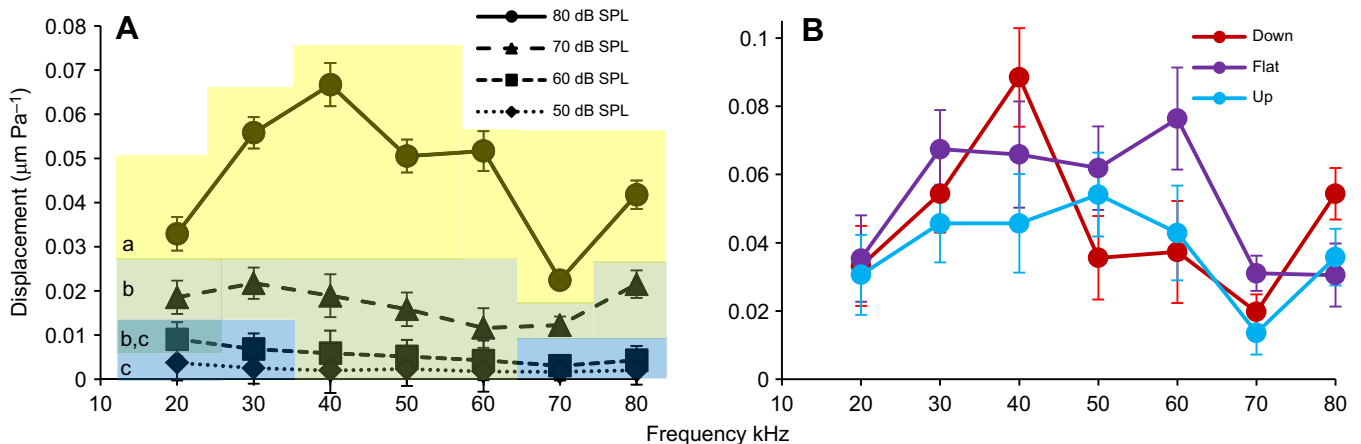 A
80 dB SPL
70 dB SPL
60 dB SPL
50 dB SPL
Displacement (μm Pa⁻¹)
0.08
0.07
0.06
0.05
0.04
0.03
0.02
0.01
0
a
b
b,c
c
10 20 30 40 50 60 70 80
B
Down
Flat
Up
0.1
0.08
0.06
0.04
0.02
0
10 20 30 40 50 60 70 80
Frequency kHz